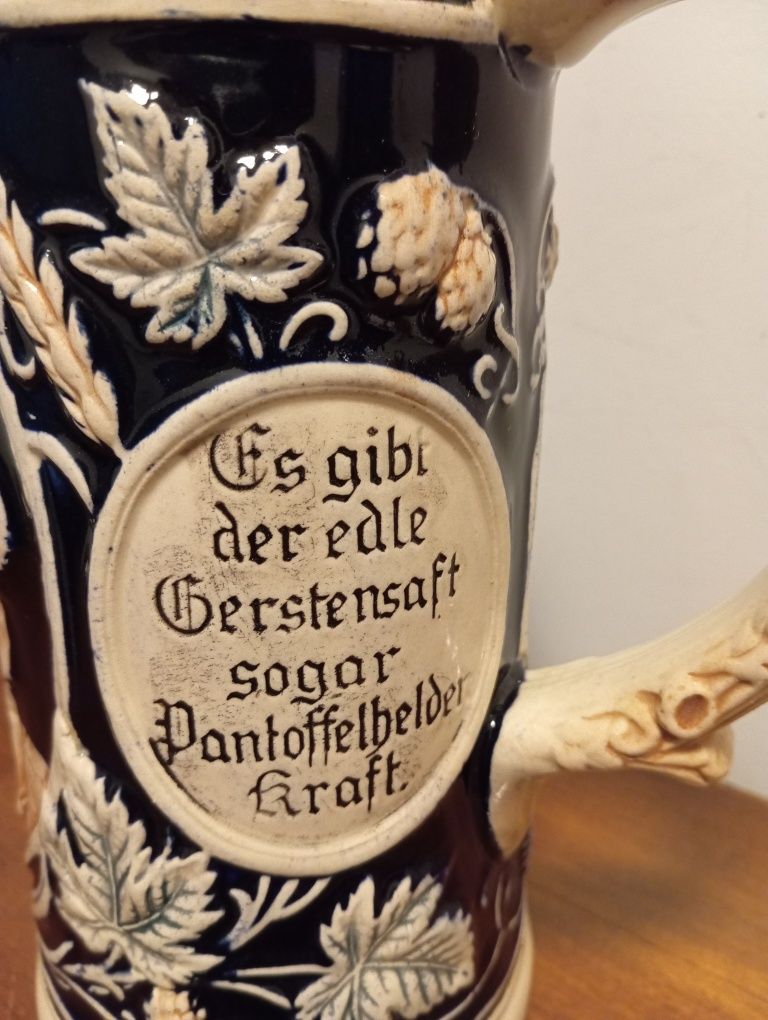 Es gibt
der edle
Gerstensaft
sogar
Pantoffelhelden
Kraft.